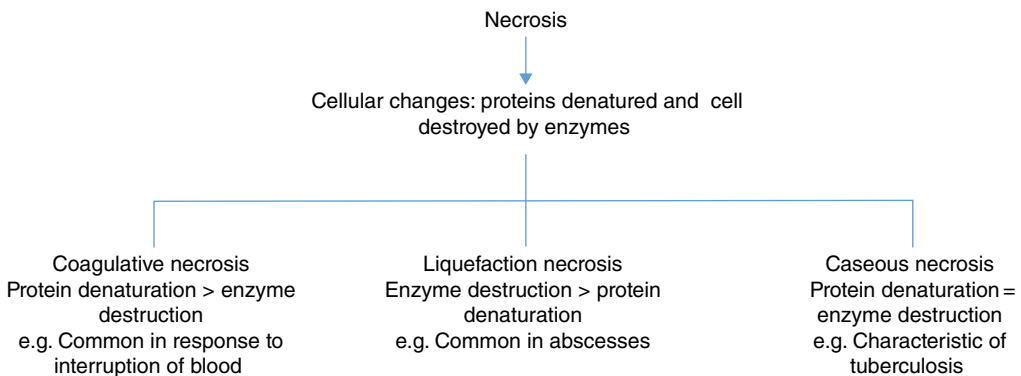 Necrosis
Cellular changes: proteins denatured and cell
destroyed by enzymes
Coagulative necrosis
Protein denaturation > enzyme
destruction
e.g. Common in response to
interruption of blood
Liquefaction necrosis
Enzyme destruction > protein
denaturation
e.g. Common in abscesses
Caseous necrosis
Protein denaturation =
enzyme destruction
e.g. Characteristic of
tuberculosis